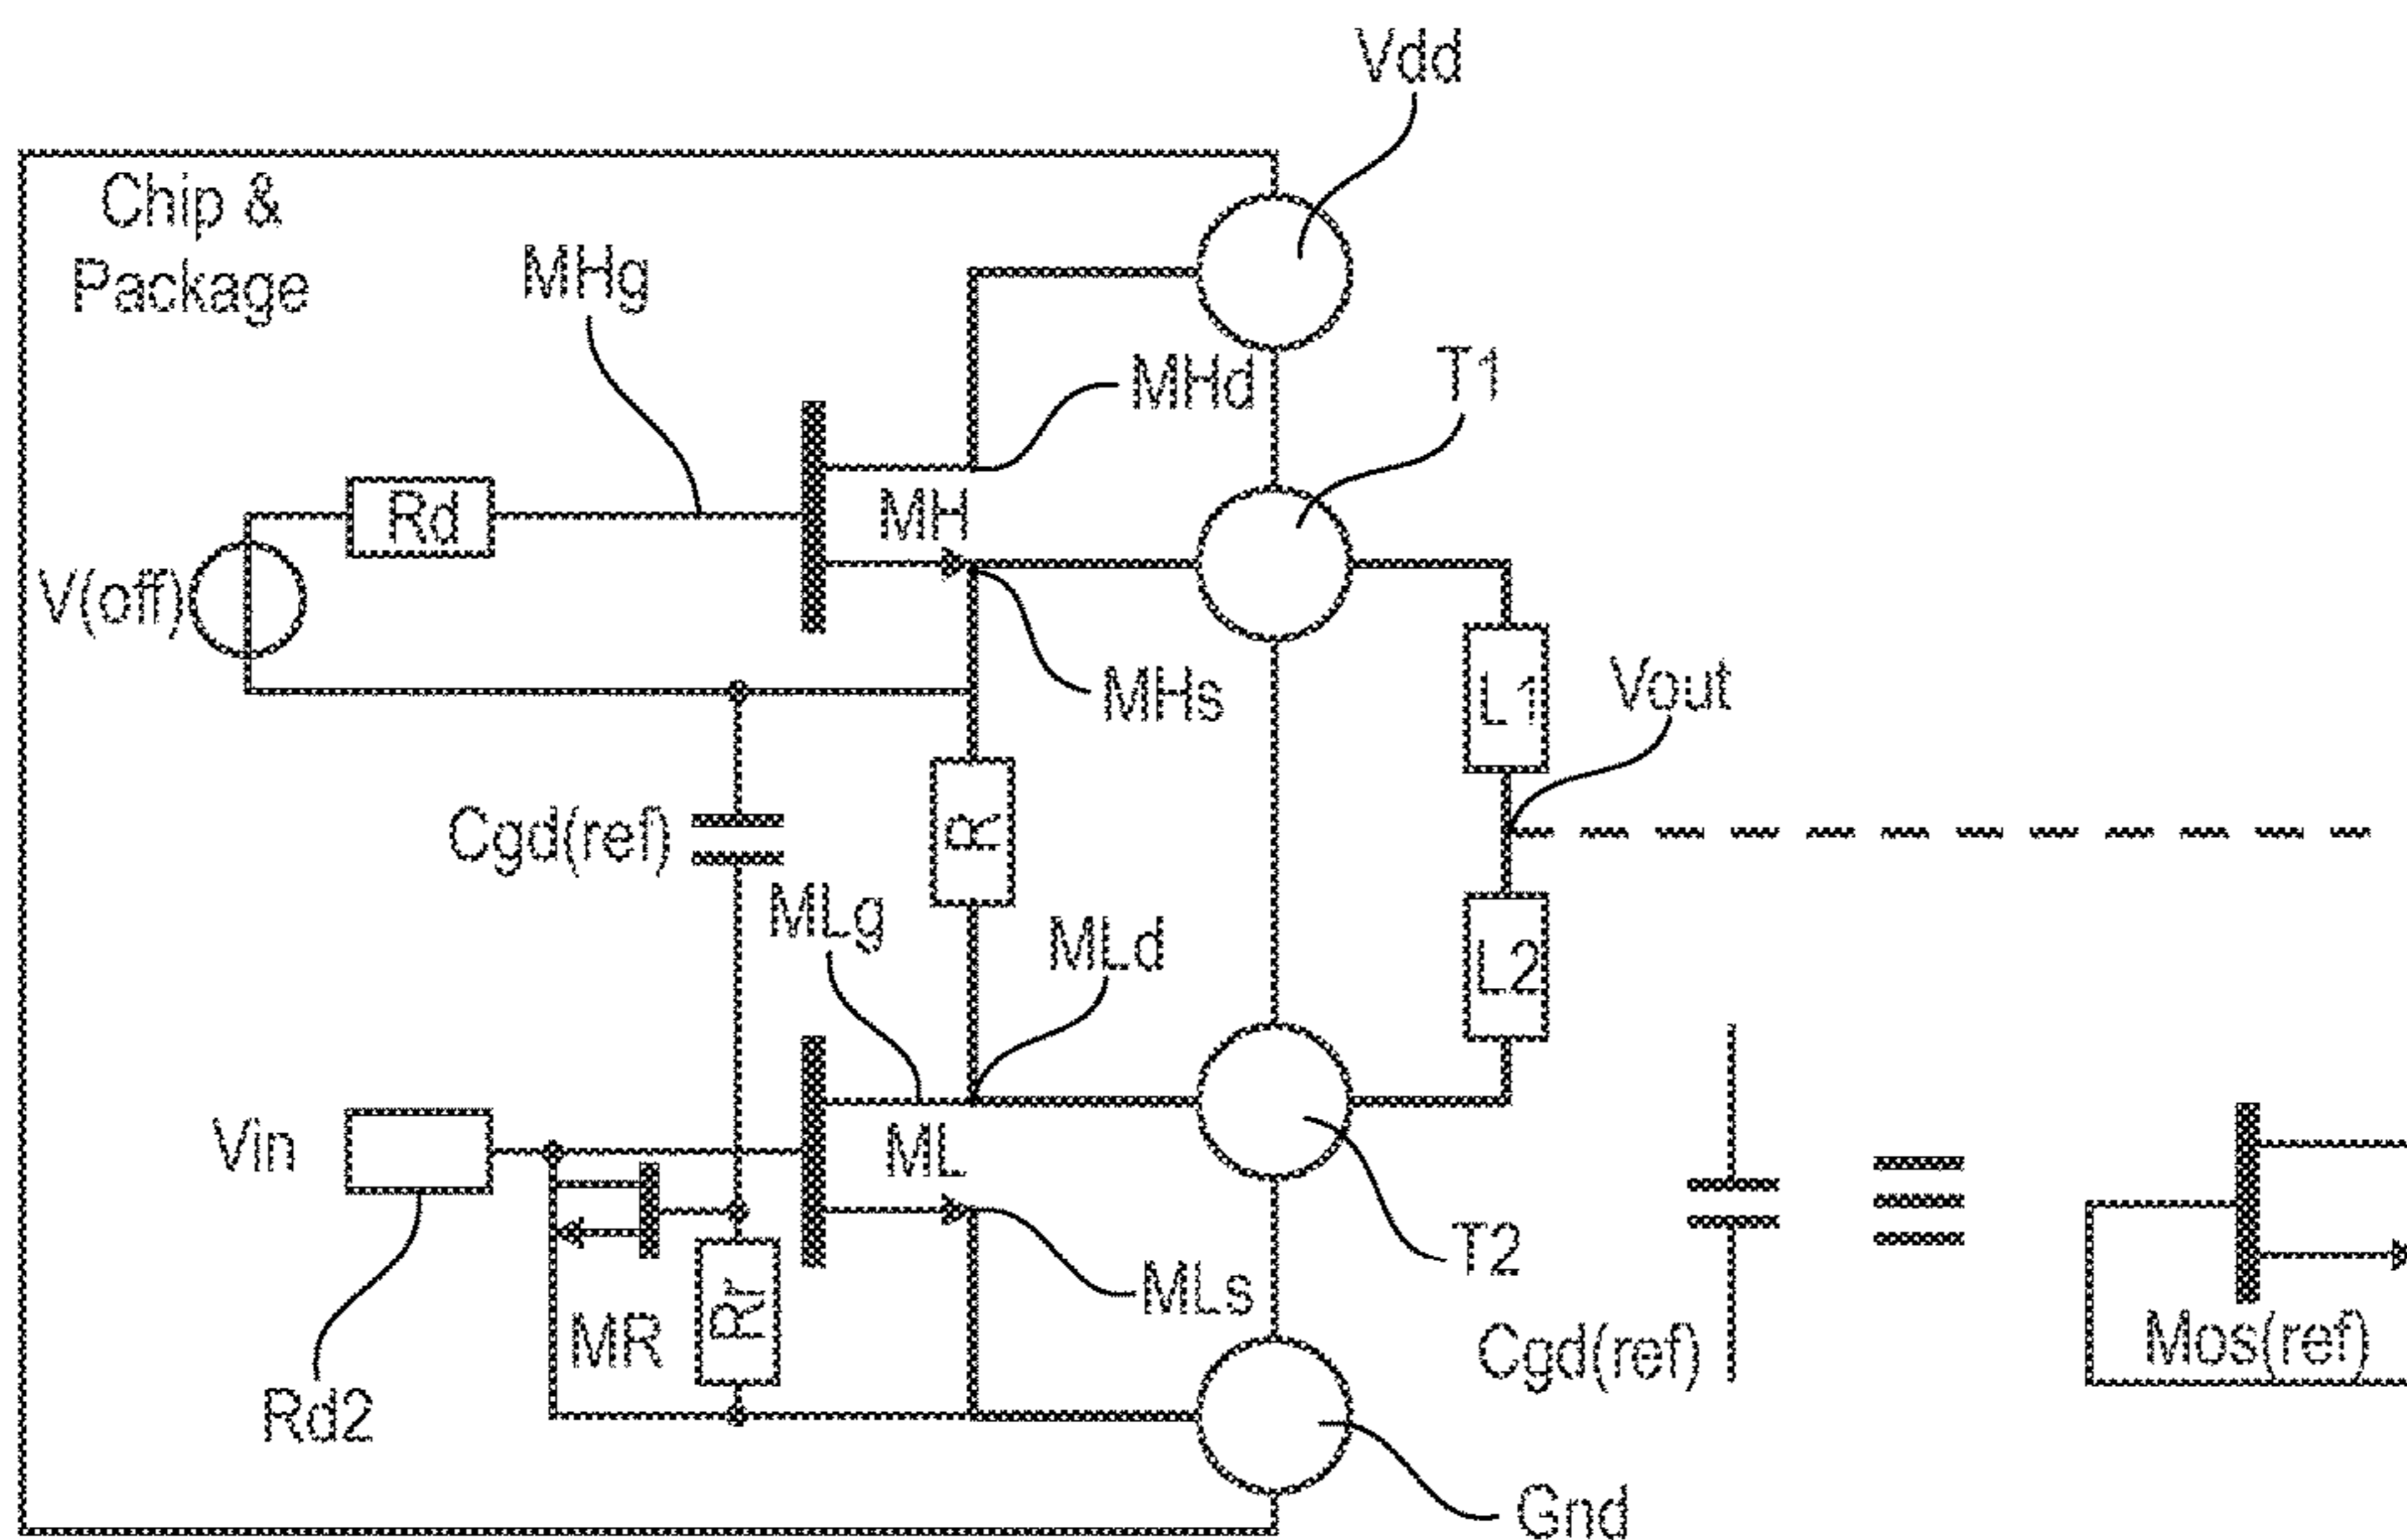 Vdd
Chip &
Package
MHg
MHd
T1
Rd
MH
V(off)
MHs
L1
Vout
Cgd(ref)
R
MLg
MLd
L2
Vin
ML
T2
MLs
MR
Rr
Cgd(ref)
Mos(ref)
Rd2
Gnd